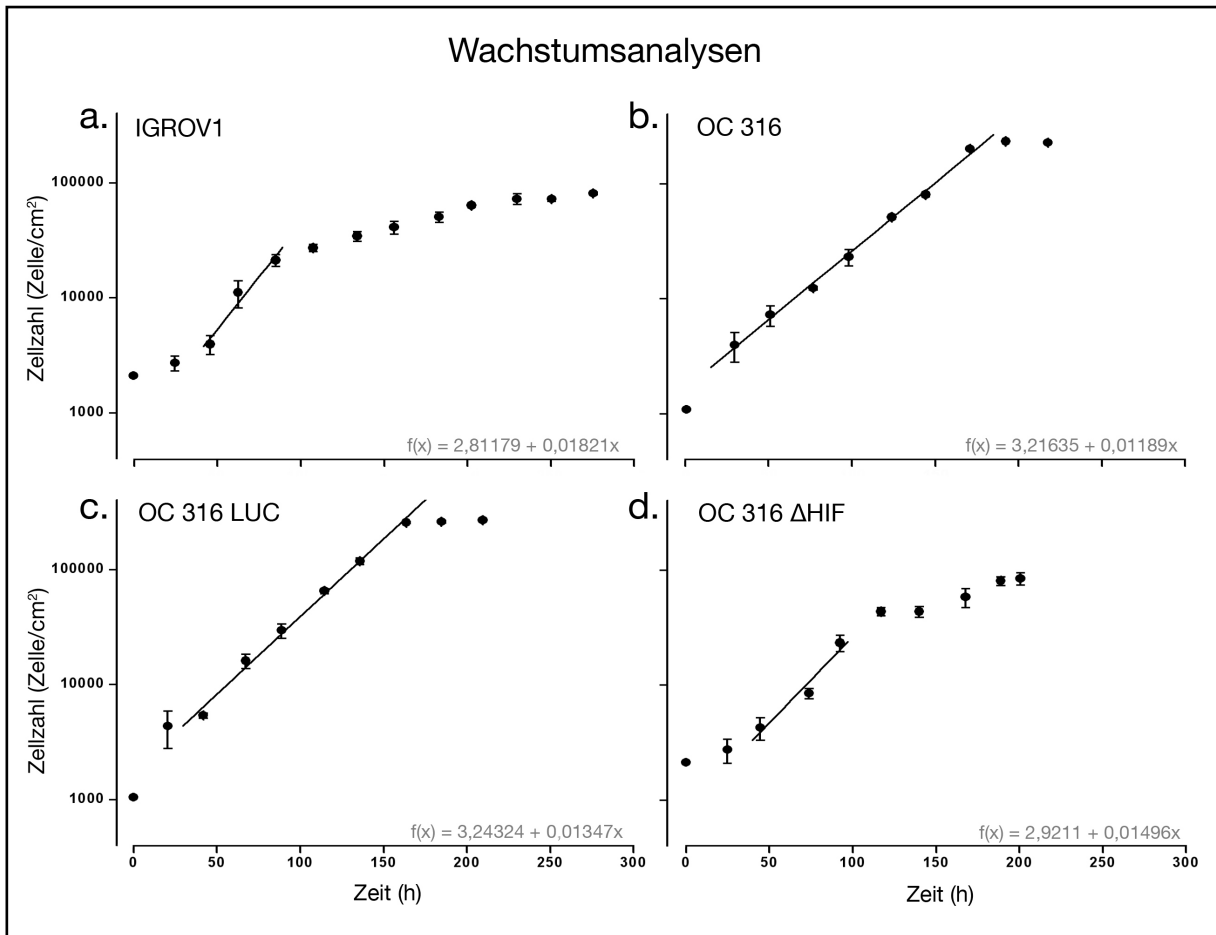 Wachstumsanalysen
a.
IGROV1
Zellzahl (Zelle/cm²)
100000
10000
1000
f(x) = 2,81179 + 0,01821x
b.
OC 316
f(x) = 3,21635 + 0,01189x
c.
OC 316 LUC
Zellzahl (Zelle/cm²)
100000
10000
1000
f(x) = 3,24324 + 0,01347x
0 50 100 150 200 250 300
Zeit (h)
d.
OC 316 ΔHIF
f(x) = 2,9211 + 0,01496x
0 50 100 150 200 250 300
Zeit (h)